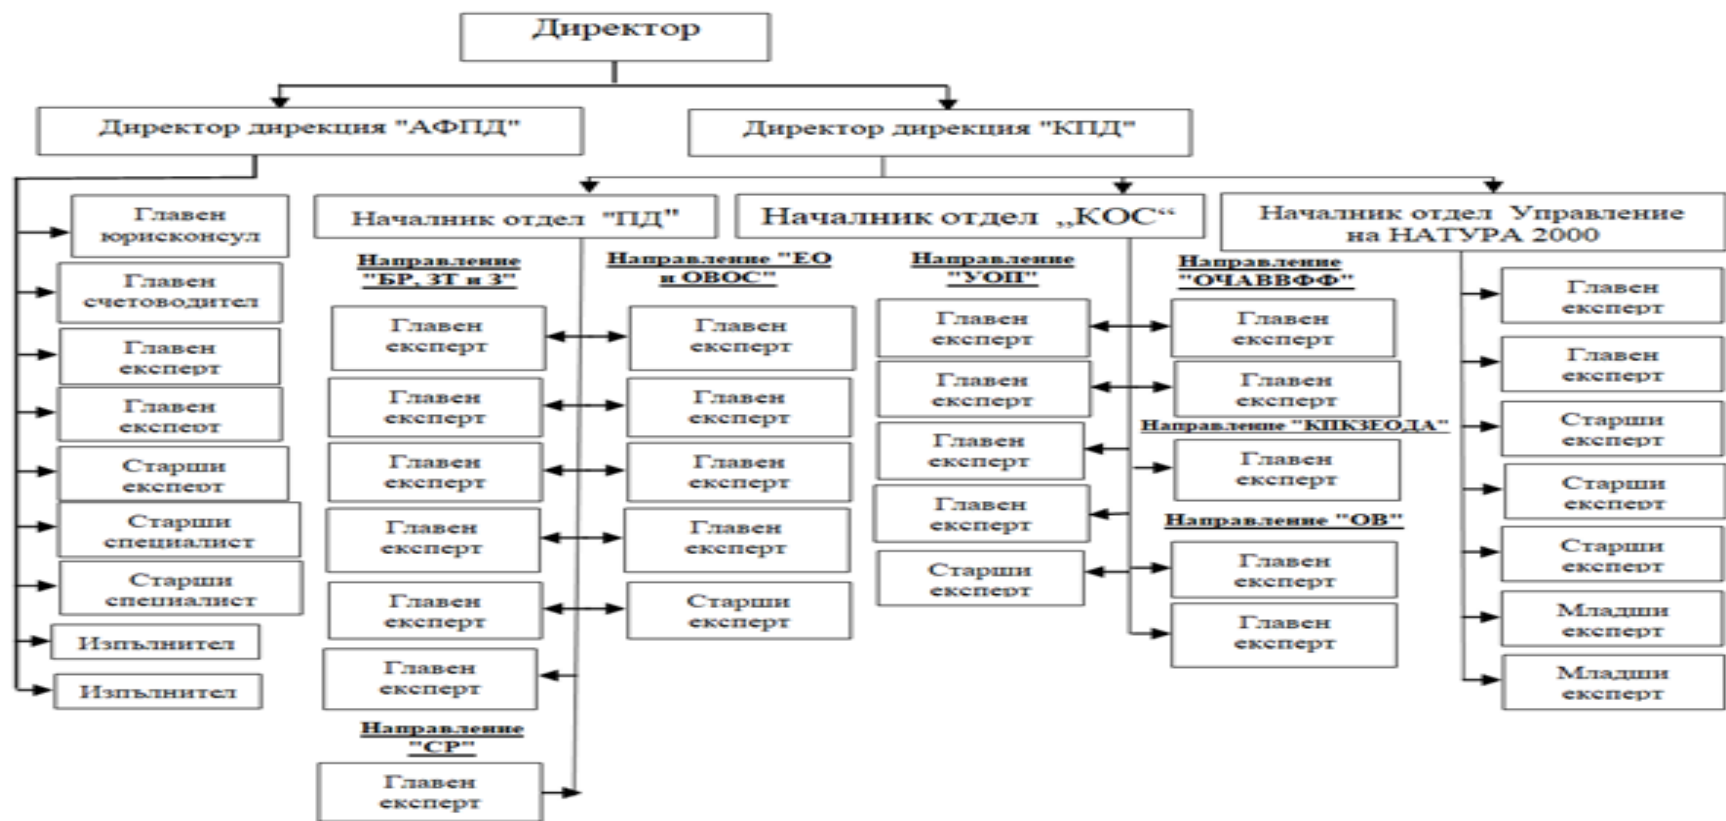 Директор
Директор дирекция "АФПД"
Директор дирекция "КПД"
Главен
юрисконсул
Главен
счетоводител
Главен
експерт
Главен
експерт
Старши
експерт
Старши
специалист
Старши
специалист
Изпълнител
Изпълнител
Началник отдел "ПД"
Направление
"БР, ЗТ и З"
Главен
експерт
Главен
експерт
Главен
експерт
Главен
експерт
Главен
експерт
Главен
експерт
Направление
"СР"
Главен
експерт
Направление "ЕО
и ОВОС"
Главен
експерт
Главен
експерт
Главен
експерт
Главен
експерт
Старши
експерт
Началник отдел „КОС“
Направление
"УОП"
Главен
експерт
Главен
експерт
Главен
експерт
Главен
експерт
Старши
експерт
Направление
"ОЧАВВФФ"
Главен
експерт
Главен
експерт
Направление "КПКЗЕОДА"
Главен
експерт
Направление "ОВ"
Главен
експерт
Главен
експерт
Началник отдел Управление
на НАТУРА 2000
Главен
експерт
Главен
експерт
Старши
експерт
Старши
експерт
Старши
експерт
Младши
експерт
Младши
експерт